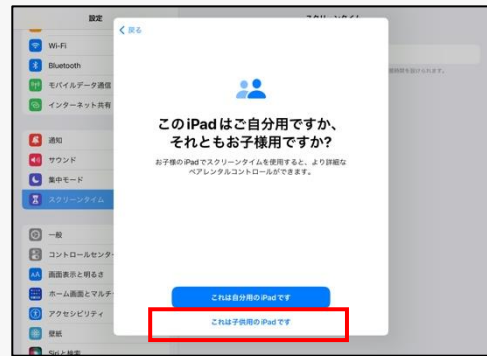 設定
スクリーンタイム
戻る
Wi-Fi
Bluetooth
モバイルデータ通信
インターネット共有
通知
サウンド
集中モード
スクリーンタイム
一般
コントロールセンター
画面表示と明るさ
ホーム画面とマルチ
アクセシビリティ
壁紙
Siriと検索
このiPadはご自分用ですか、
それともお子様用ですか?
お子様のiPadでスクリーンタイムを使用すると、より詳細な
ペアレンタルコントロールができます。
これは自分用のiPadです
これは子供用のiPadです